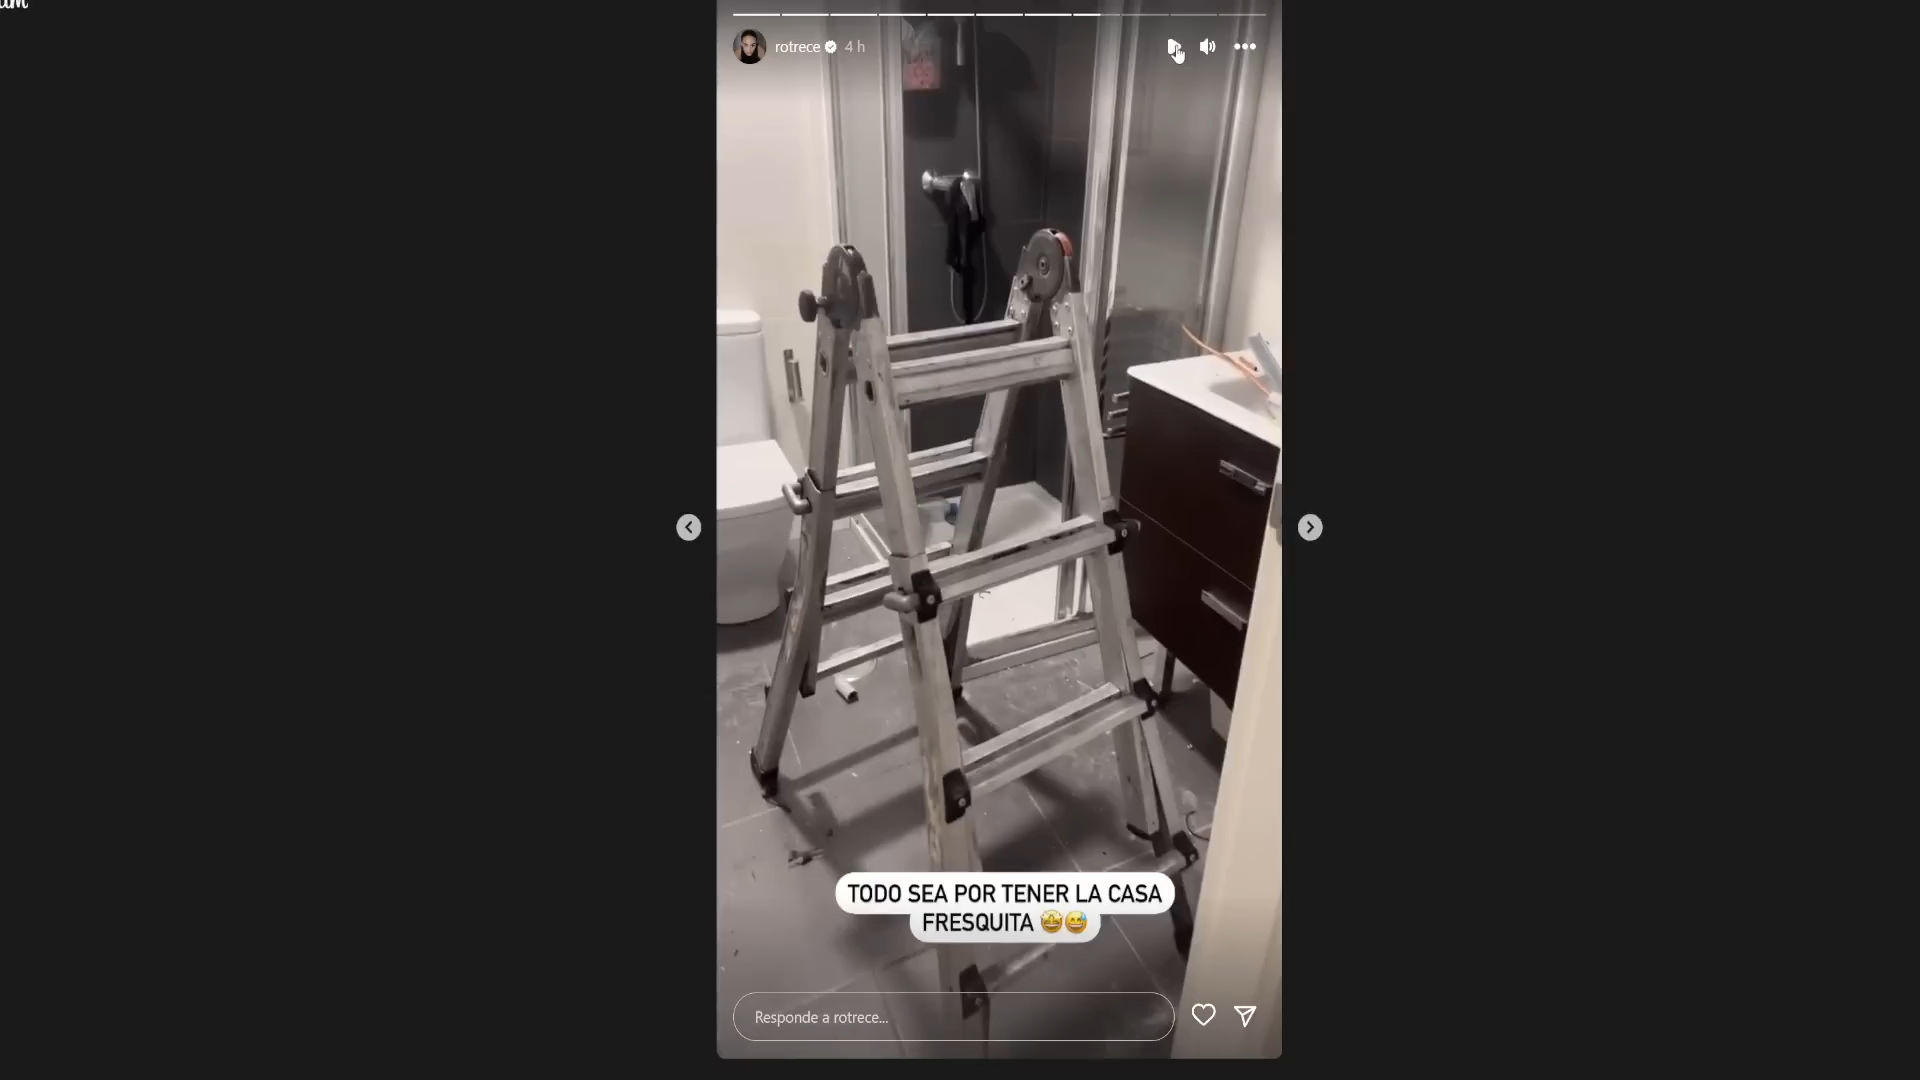 rotrece 4 h
TODO SEA POR TENER LA CASA
FRESQUITA 🤩😅
Responde a rotrece...